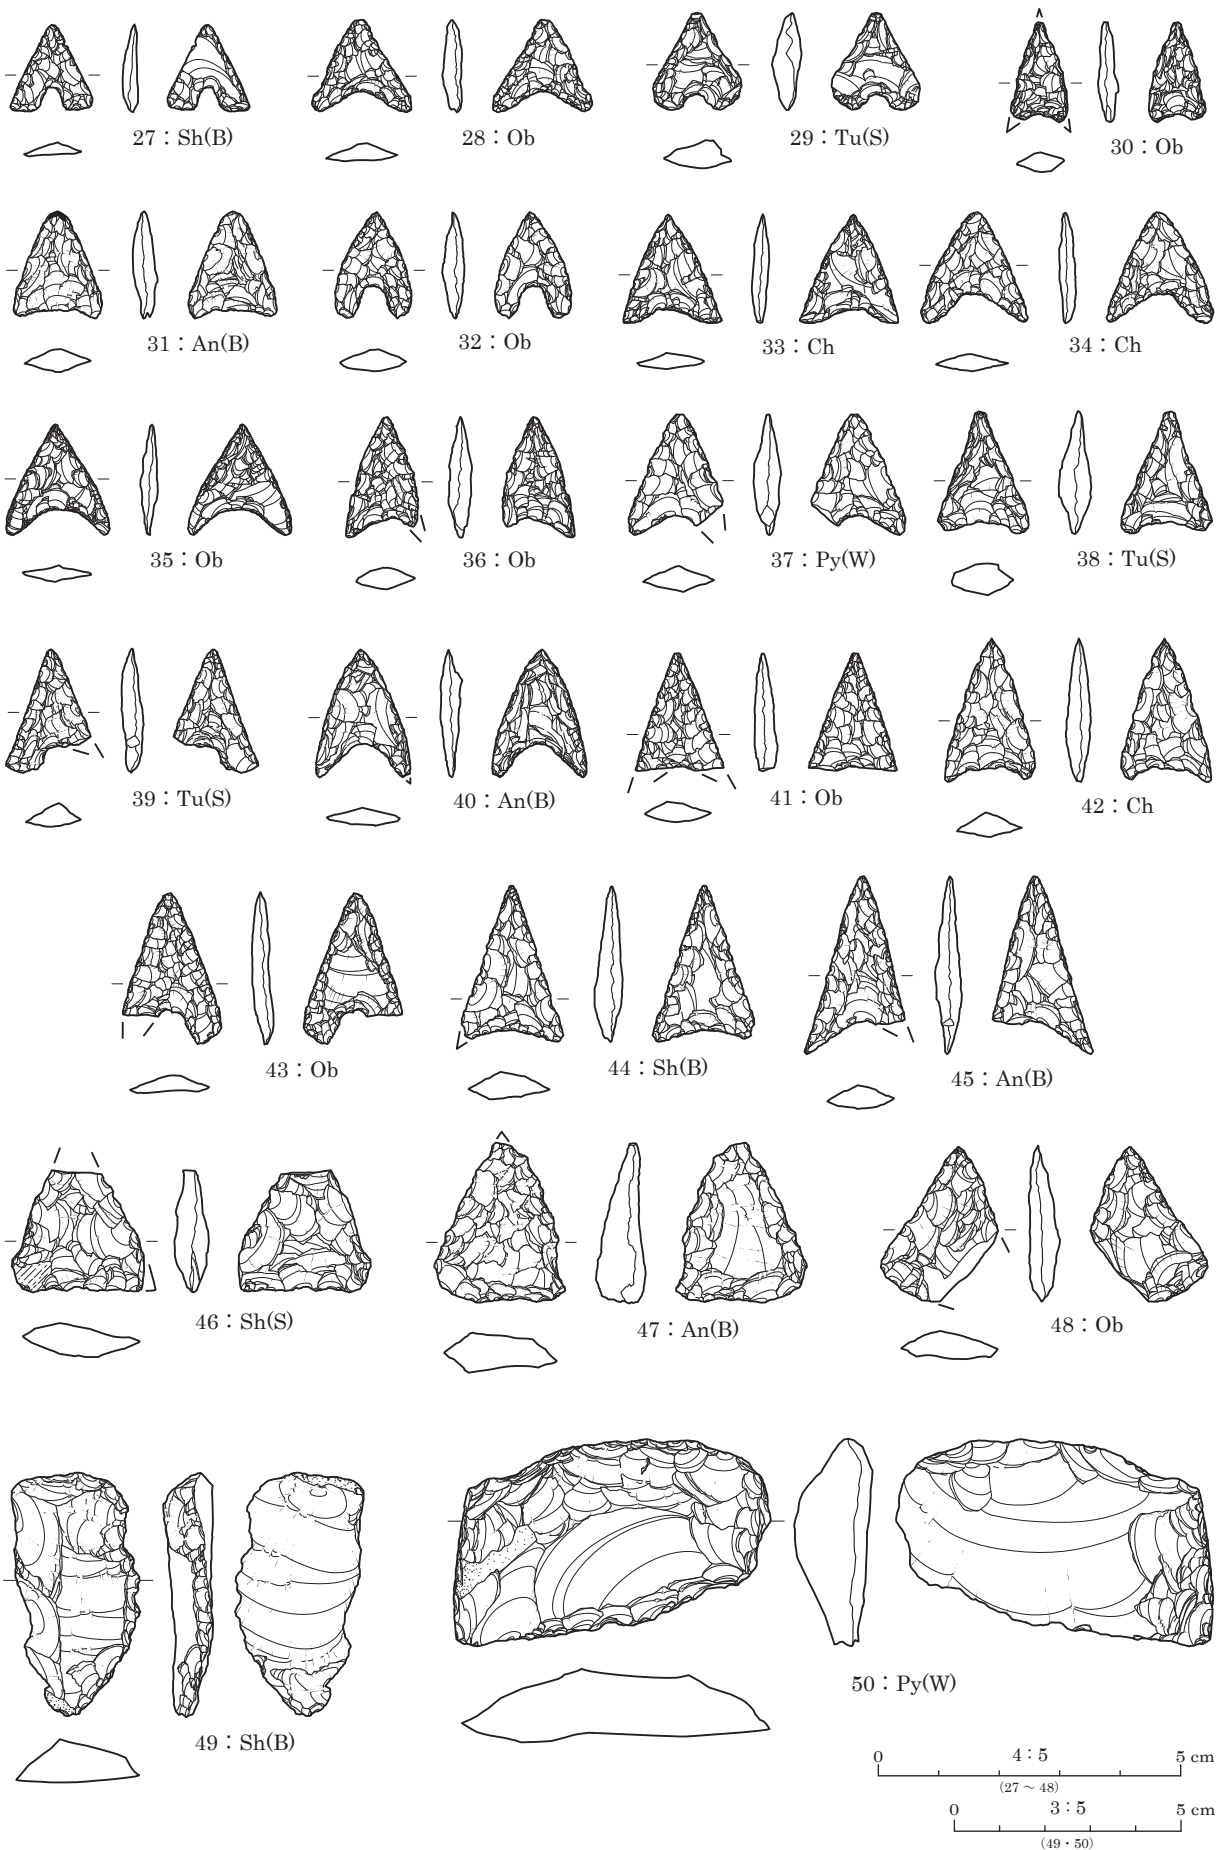 27：Sh(B)
28：Ob
29：Tu(S)
30：Ob
31：An(B)
32：Ob
33：Ch
34：Ch
35：Ob
36：Ob
37：Py(W)
38：Tu(S)
39：Tu(S)
40：An(B)
41：Ob
42：Ch
43：Ob
44：Sh(B)
45：An(B)
46：Sh(S)
47：An(B)
48：Ob
49：Sh(B)
50：Py(W)
0 4:5 5 cm
(27～48)
0 3:5 5 cm
(49・50)